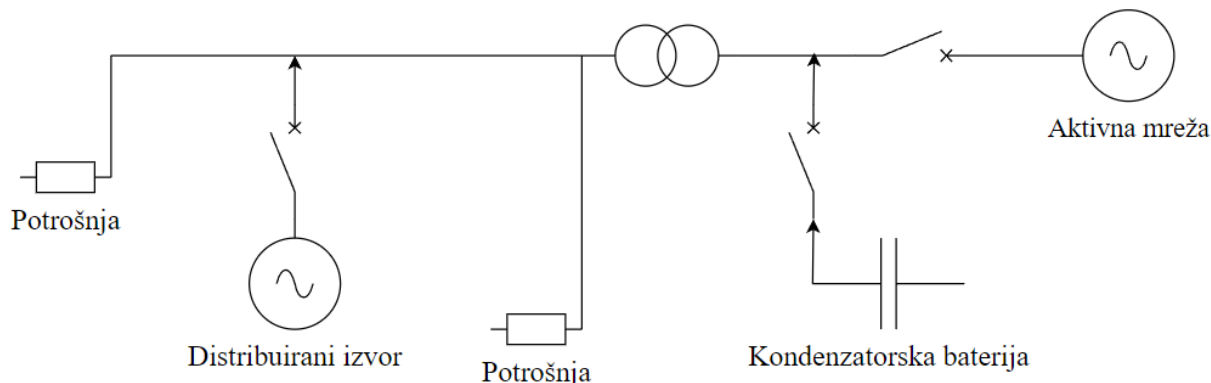 Aktivna mreža
Potrošnja
Distribuirani izvor
Potrošnja
Kondenzatorska baterija